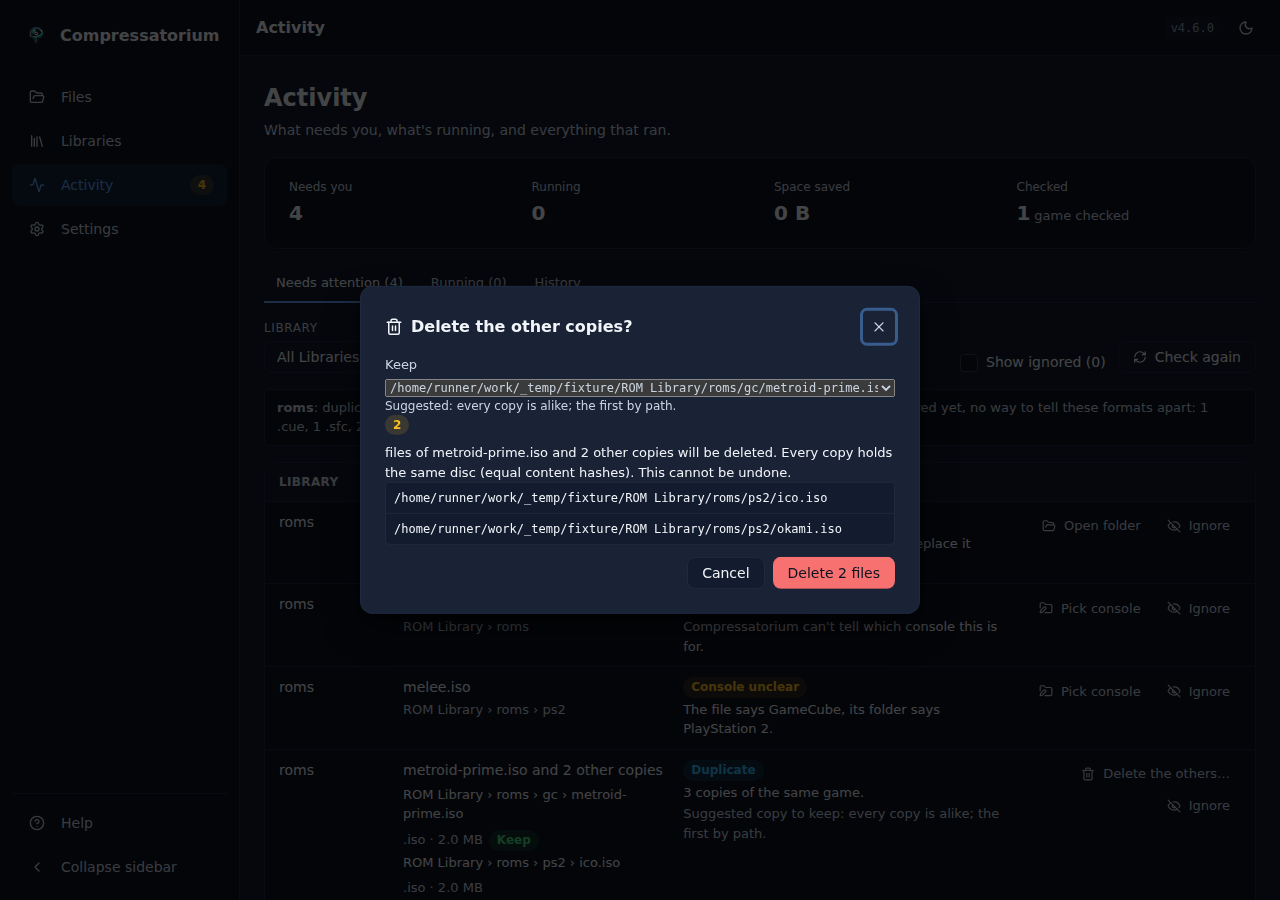 Compressatorium
Files
Libraries
Activity
4
Settings
Help
Collapse sidebar
Activity
v4.6.0
Activity
What needs you, what's running, and everything that ran.
Needs you
4
Running
0
Space saved
0 B
Checked
1 game checked
Needs attention (4)
Running (0)
History
LIBRARY
All Libraries
Show ignored (0)
Check again
roms: duplic
ed yet, no way to tell these formats apart: 1
.cue, 1 .sfc, 2
LIBRARY
roms
eplace it
Open folder
Ignore
roms
ROM Library › roms
Compressatorium can't tell which console this is
for.
Pick console
Ignore
roms
melee.iso
ROM Library › roms › ps2
Console unclear
The file says GameCube, its folder says
PlayStation 2.
Pick console
Ignore
roms
metroid-prime.iso and 2 other copies
ROM Library › roms › gc › metroid-
prime.iso
.iso · 2.0 MB Keep
ROM Library › roms › ps2 › ico.iso
.iso · 2.0 MB
Duplicate
3 copies of the same game.
Suggested copy to keep: every copy is alike; the
first by path.
Delete the others...
Ignore
Delete the other copies?
Keep
/home/runner/work/_temp/fixture/ROM Library/roms/gc/metroid-prime.is
Suggested: every copy is alike; the first by path.
2
files of metroid-prime.iso and 2 other copies will be deleted. Every copy holds
the same disc (equal content hashes). This cannot be undone.
/home/runner/work/_temp/fixture/ROM Library/roms/ps2/ico.iso
/home/runner/work/_temp/fixture/ROM Library/roms/ps2/okami.iso
Cancel
Delete 2 files